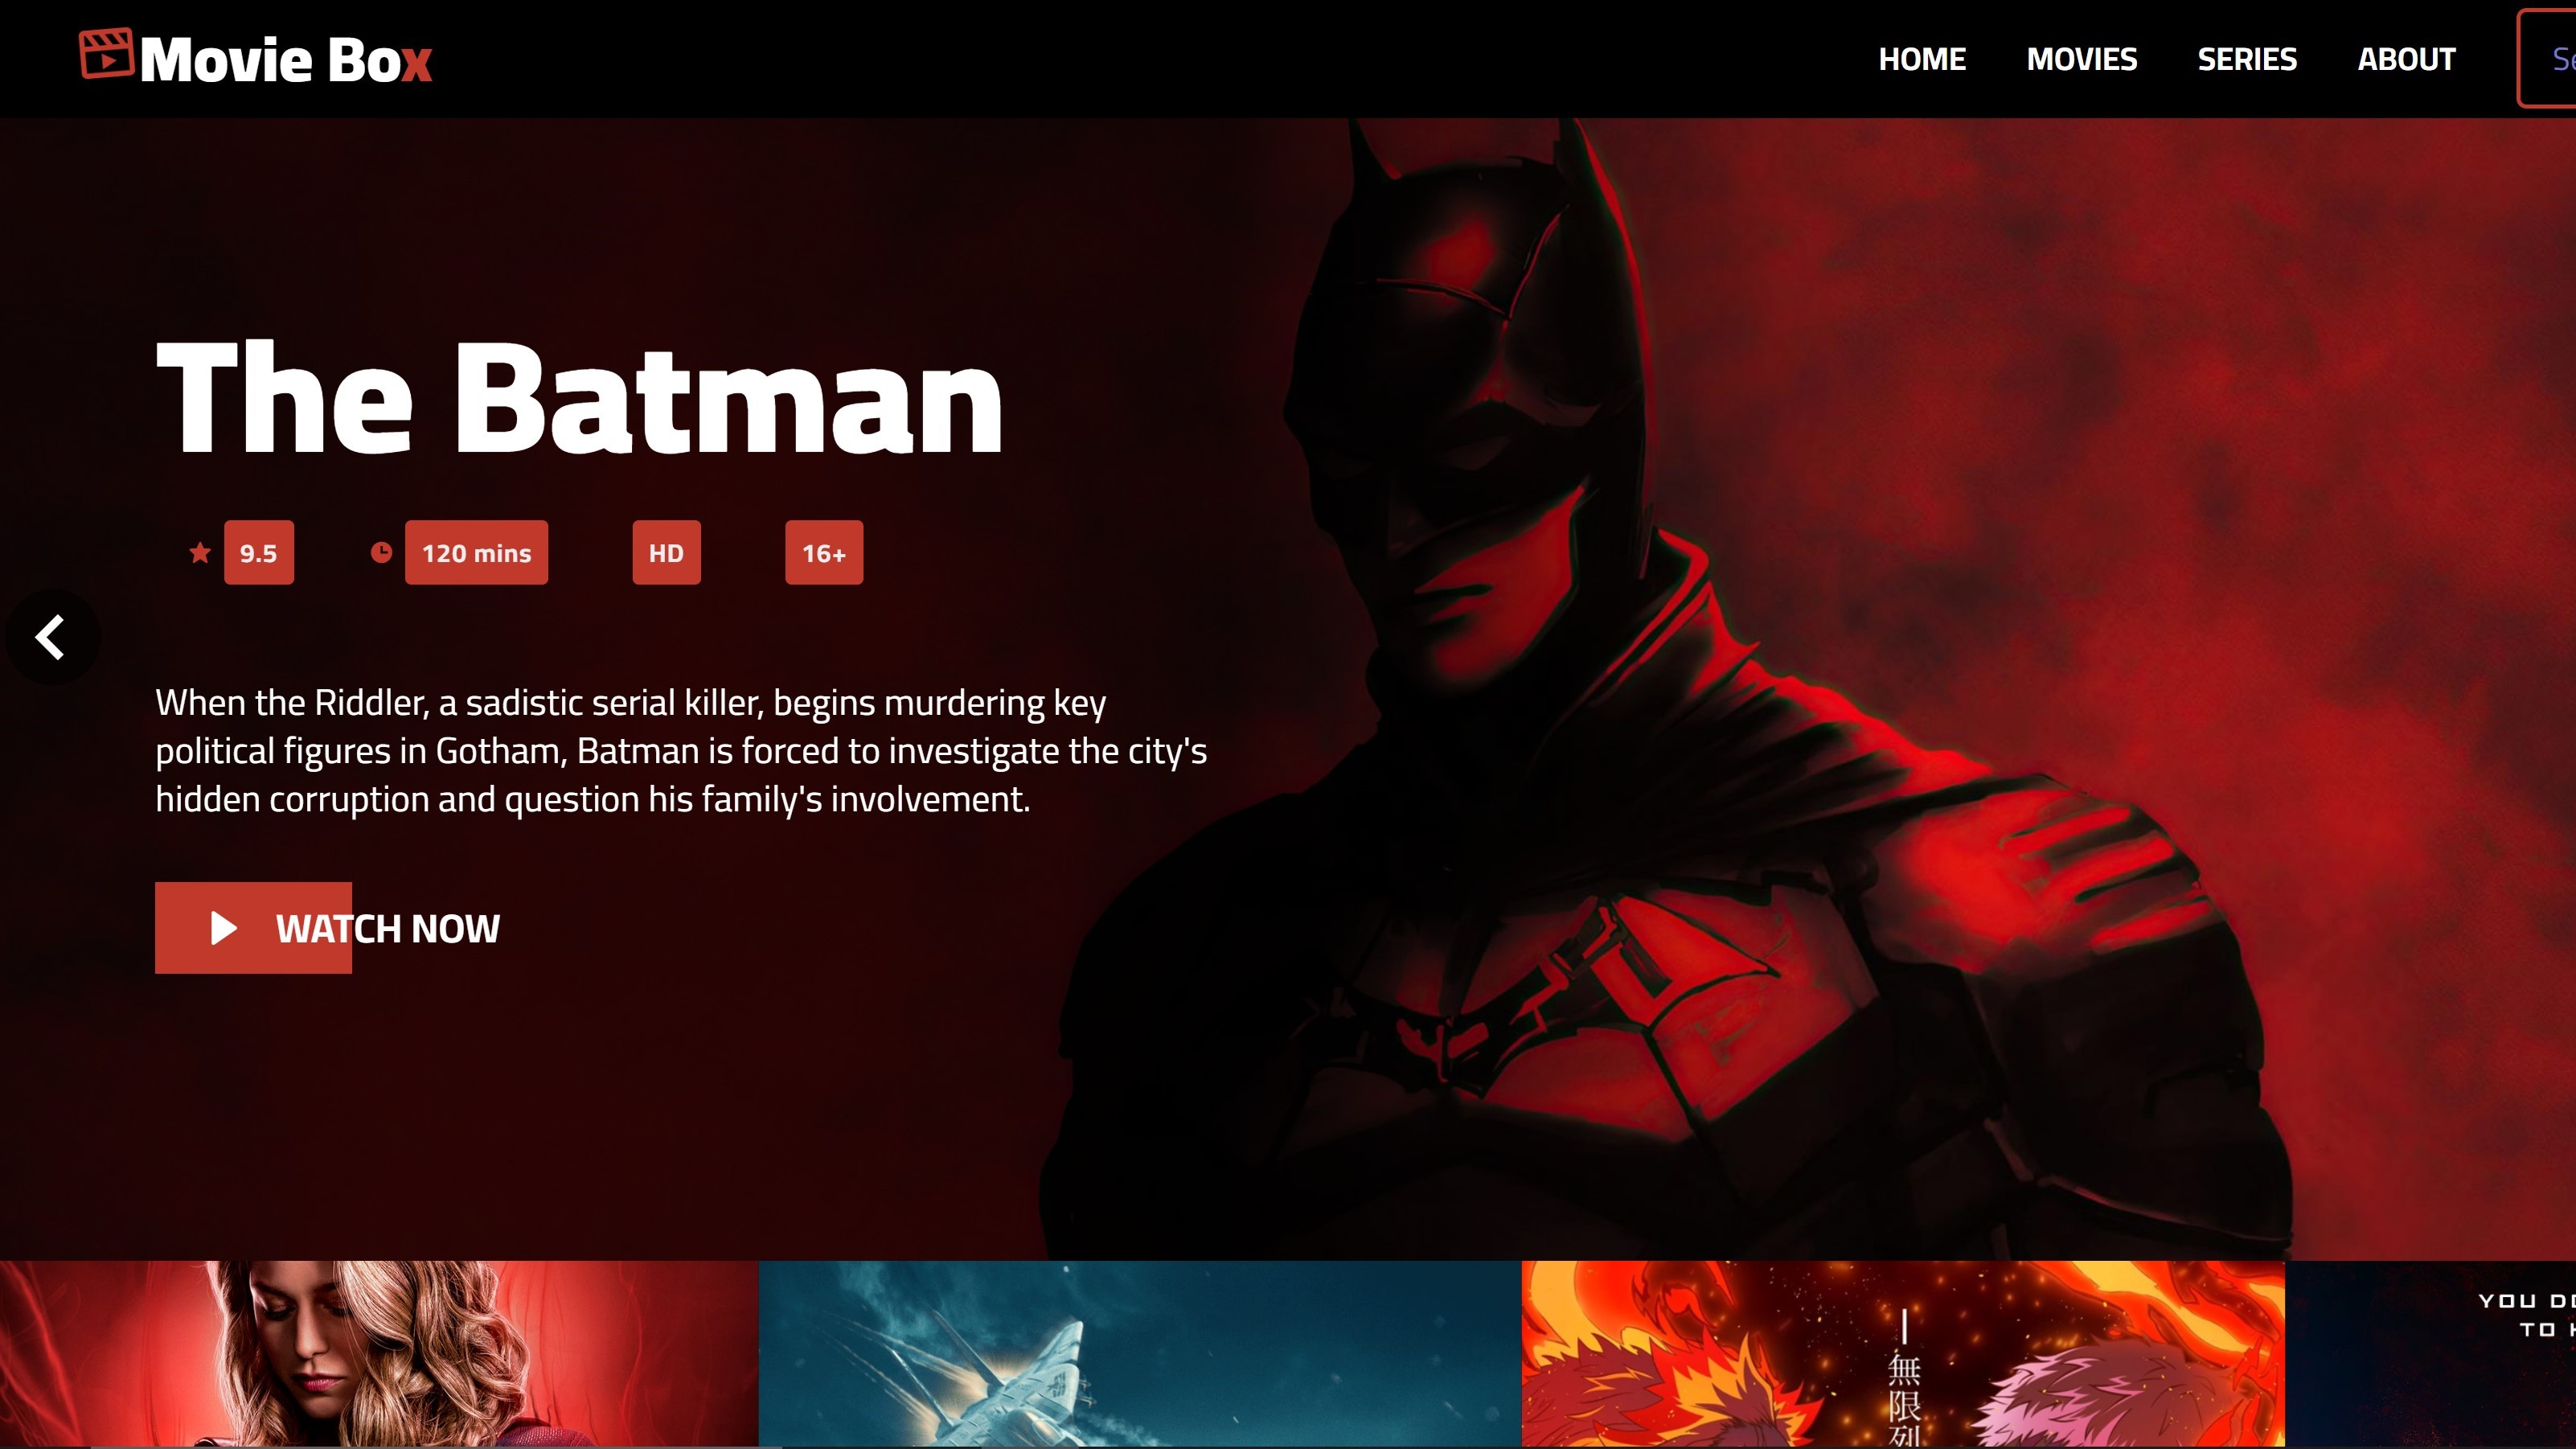 Movie Box
HOME MOVIES SERIES ABOUT
The Batman
9.5 120 mins HD 16+
When the Riddler, a sadistic serial killer, begins murdering key
political figures in Gotham, Batman is forced to investigate the city's
hidden corruption and question his family's involvement.
WATCH NOW
無限列
YOU
TO